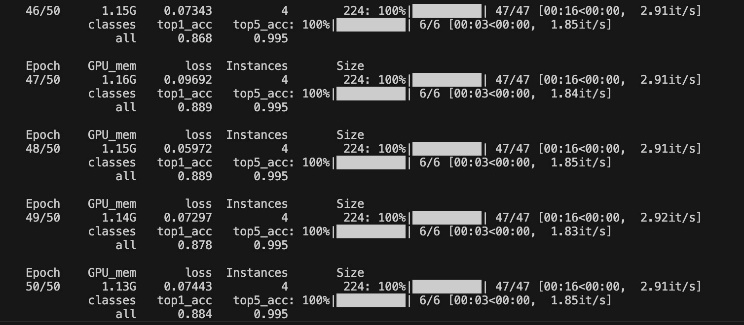 46/50 1.15G 0.07343 4 224: 100%|██████████| 47/47 [00:16<00:00, 2.91it/s]
classes top1_acc top5_acc: 100%|██████████| 6/6 [00:03<00:00, 1.85it/s]
all 0.868 0.995
Epoch GPU_mem loss Instances Size
47/50 1.16G 0.09692 4 224: 100%|██████████| 47/47 [00:16<00:00, 2.91it/s]
classes top1_acc top5_acc: 100%|██████████| 6/6 [00:03<00:00, 1.84it/s]
all 0.889 0.995
Epoch GPU_mem loss Instances Size
48/50 1.15G 0.05972 4 224: 100%|██████████| 47/47 [00:16<00:00, 2.91it/s]
classes top1_acc top5_acc: 100%|██████████| 6/6 [00:03<00:00, 1.85it/s]
all 0.889 0.995
Epoch GPU_mem loss Instances Size
49/50 1.14G 0.07297 4 224: 100%|██████████| 47/47 [00:16<00:00, 2.92it/s]
classes top1_acc top5_acc: 100%|██████████| 6/6 [00:03<00:00, 1.83it/s]
all 0.878 0.995
Epoch GPU_mem loss Instances Size
50/50 1.13G 0.07443 4 224: 100%|██████████| 47/47 [00:16<00:00, 2.91it/s]
classes top1_acc top5_acc: 100%|██████████| 6/6 [00:03<00:00, 1.85it/s]
all 0.884 0.995